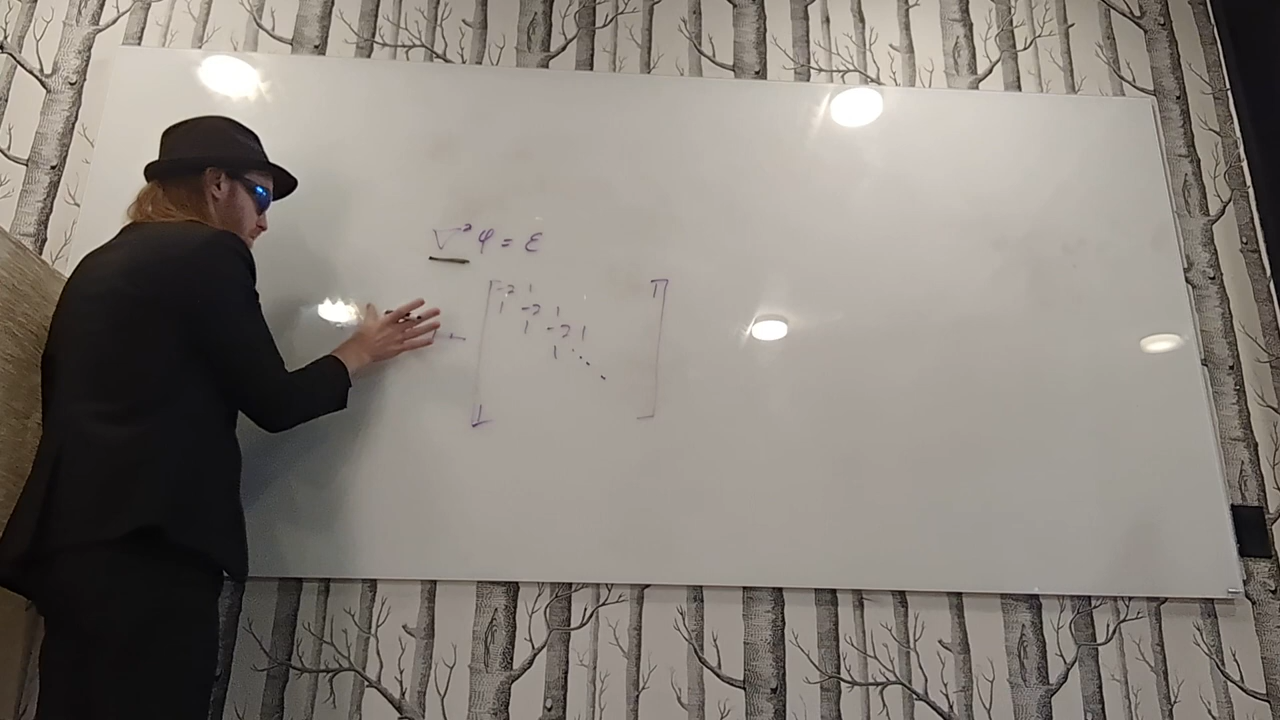 ∇²φ = ε
-2 1
1 -2 1
1 -2 1
1 ⋱